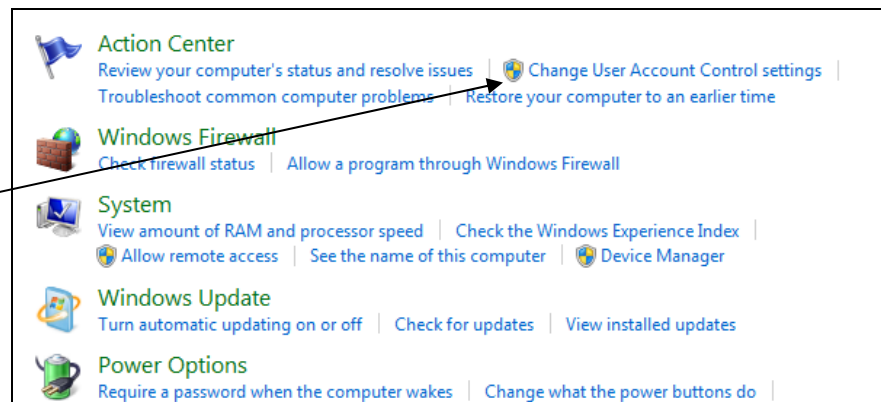 Action Center
Review your computer's status and resolve issues | Change User Account Control settings |
Troubleshoot common computer problems | Restore your computer to an earlier time
Windows Firewall
Check firewall status | Allow a program through Windows Firewall
System
View amount of RAM and processor speed | Check the Windows Experience Index |
Allow remote access | See the name of this computer | Device Manager
Windows Update
Turn automatic updating on or off | Check for updates | View installed updates
Power Options
Require a password when the computer wakes | Change what the power buttons do |